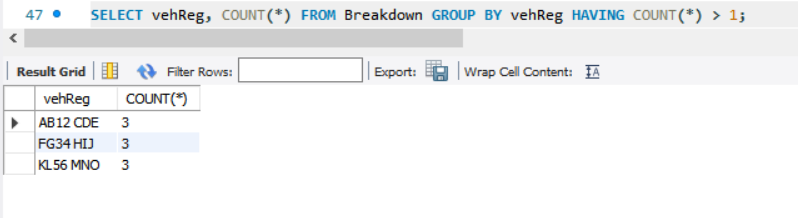 47 SELECT vehReg, COUNT(*) FROM Breakdown GROUP BY vehReg HAVING COUNT(*) > 1;
Result Grid Filter Rows: Export: Wrap Cell Content: IA
vehReg COUNT(*)
AB12 CDE 3
FG34 HIJ 3
KL56 MNO 3